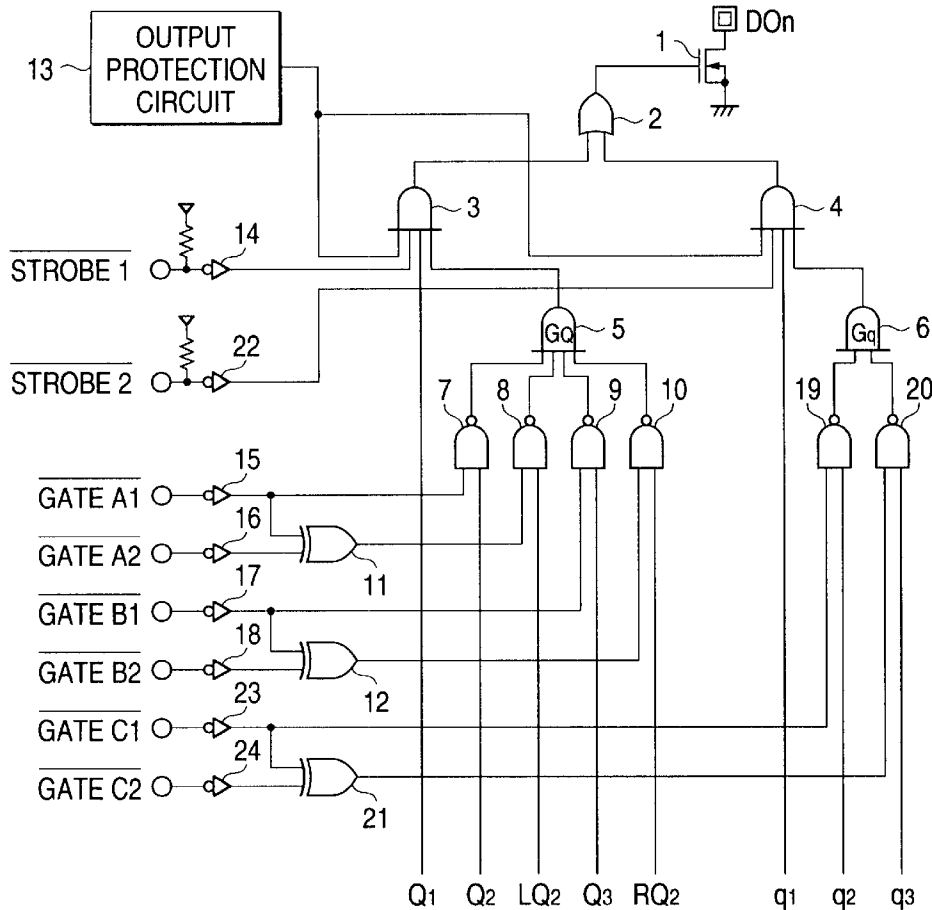 DOn
1
OUTPUT
PROTECTION
CIRCUIT
13
2
3
4
14
STROBE 1
GQ
5
Gq
6
22
STROBE 2
7
8
9
10
19
20
15
GATE A1
16
GATE A2
11
17
GATE B1
18
GATE B2
12
23
GATE C1
24
GATE C2
21
Q1 Q2 LQ2 Q3 RQ2 q1 q2 q3